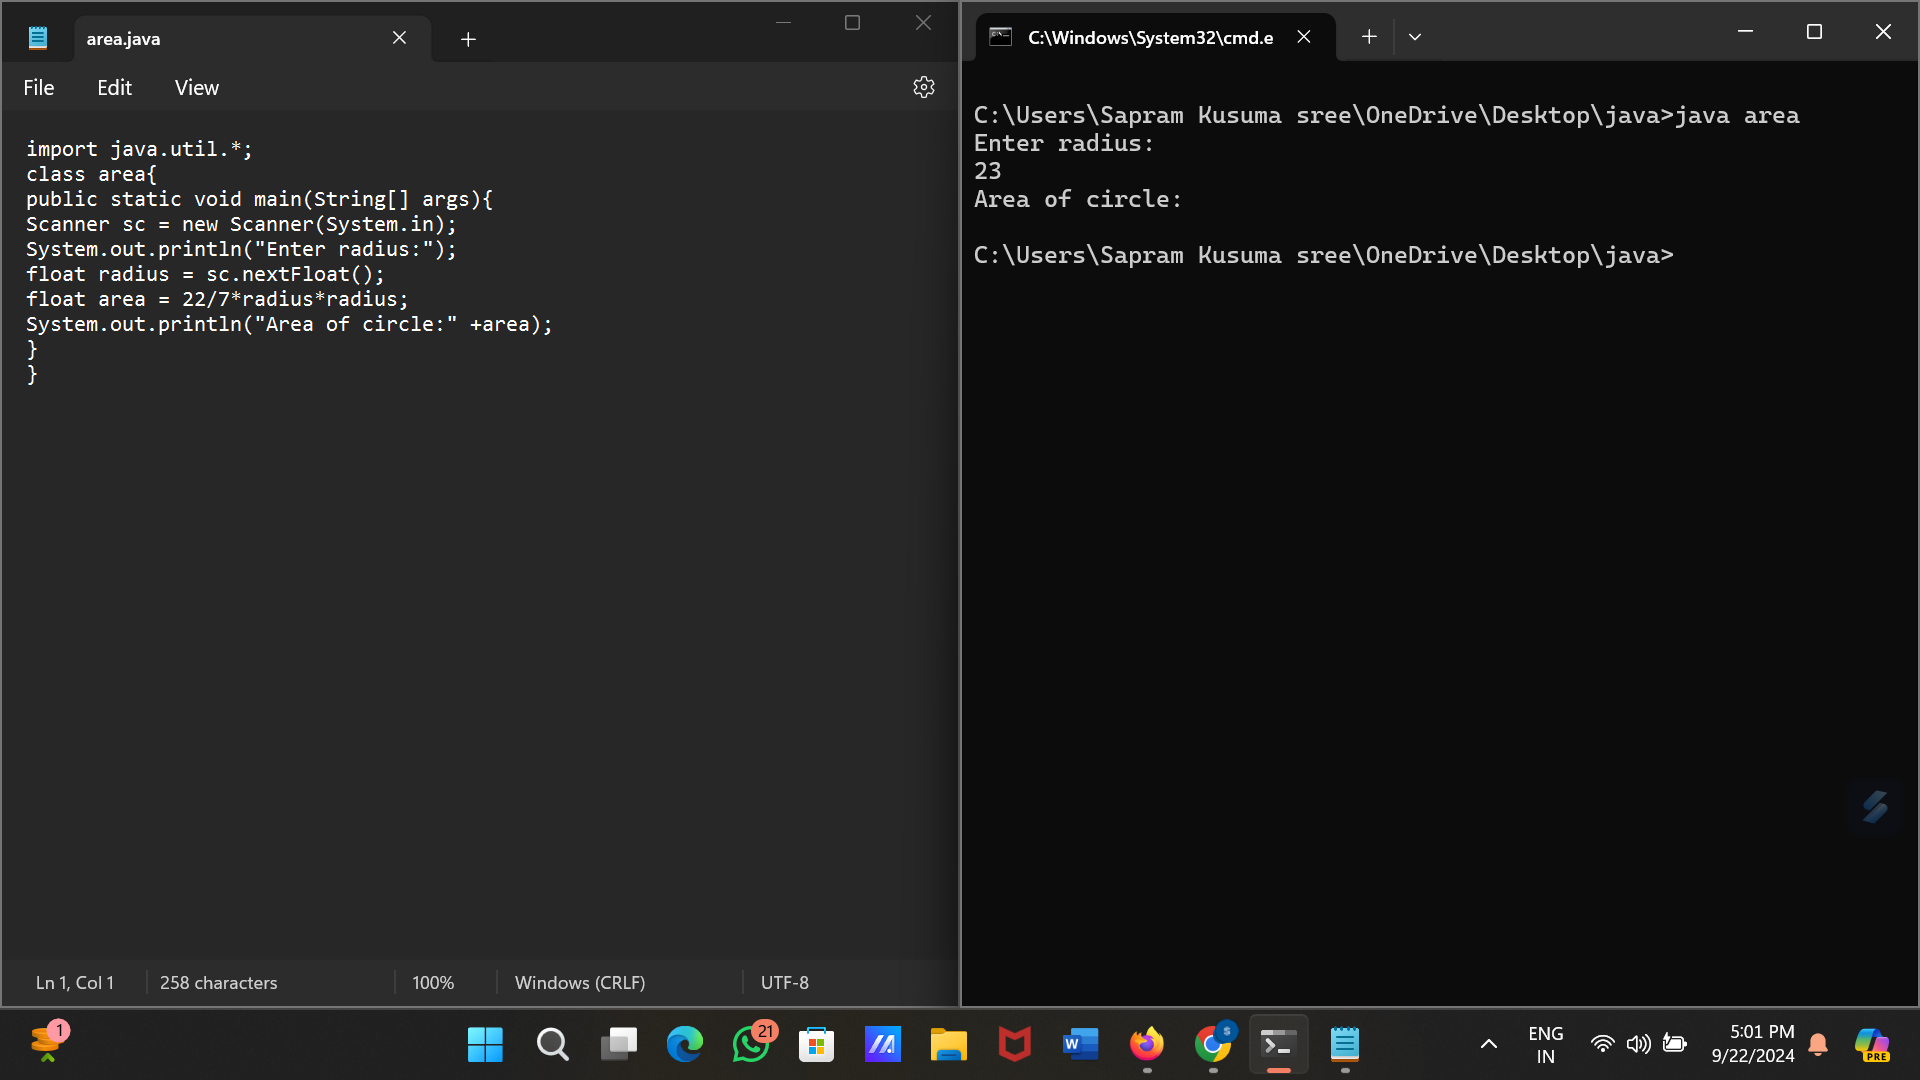 area.java
File Edit View
import java.util.*;
class area{
public static void main(String[] args){
Scanner sc = new Scanner(System.in);
System.out.println("Enter radius:");
float radius = sc.nextFloat();
float area = 22/7*radius*radius;
System.out.println("Area of circle:" +area);
}
}
Ln 1, Col 1 258 characters 100% Windows (CRLF) UTF-8
C:\Windows\System32\cmd.e
C:\Users\Sapram Kusuma sree\OneDrive\Desktop\java>java area
Enter radius:
23
Area of circle:
C:\Users\Sapram Kusuma sree\OneDrive\Desktop\java>
1
21
W
S
ENG
IN
5:01 PM
9/22/2024
PRE